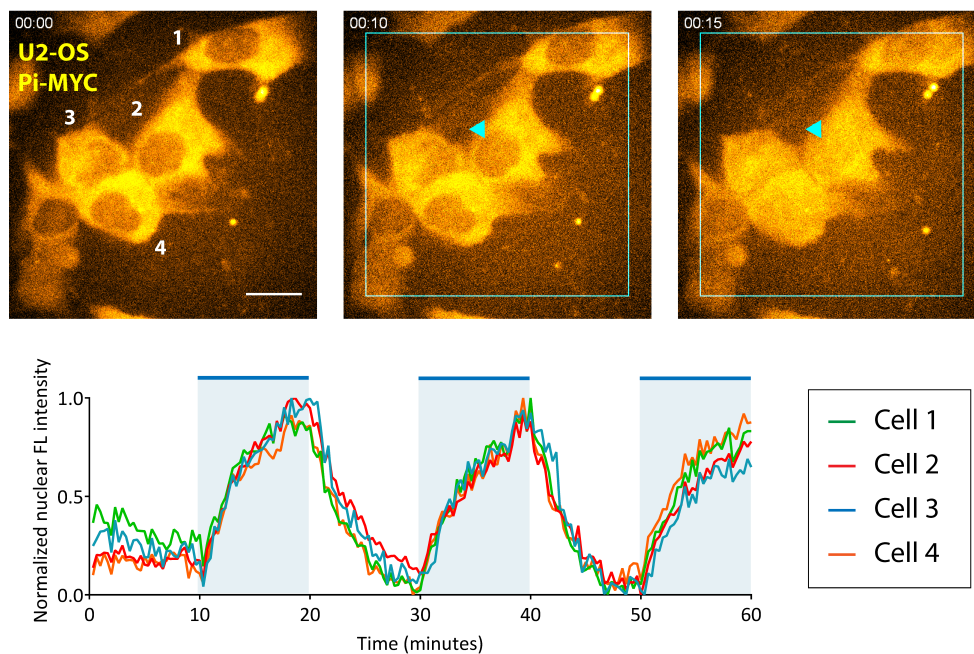 00:00
U2-OS
Pi-MYC
1
2
3
4
00:10
00:15
Normalized nuclear FL intensity
1.0
0.5
0.0
0
10
20
30
40
50
60
Time (minutes)
Cell 1
Cell 2
Cell 3
Cell 4